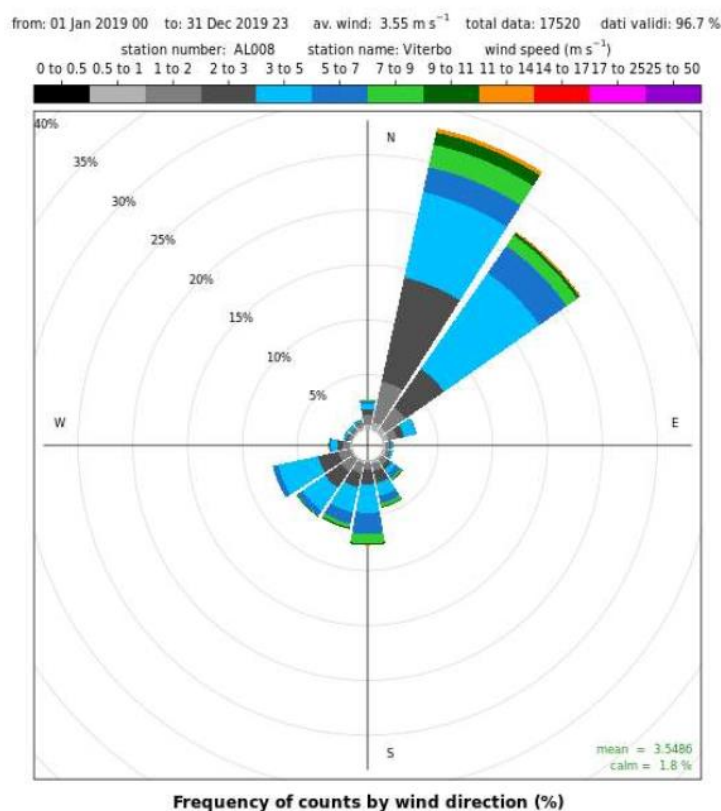 from: 01 Jan 2019 00 to: 31 Dec 2019 23 av. wind: 3.55 m s⁻¹ total data: 17520 dati validi: 96.7 %
station number: AL008 station name: Viterbo wind speed (m s⁻¹)
0 to 0.5 0.5 to 1 1 to 2 2 to 3 3 to 5 5 to 7 7 to 9 9 to 11 11 to 14 14 to 17 17 to 25 25 to 50
40%
N
35%
30%
25%
20%
15%
10%
5%
W
E
S
mean = 3.5486
calm = 1.8 %
Frequency of counts by wind direction (%)